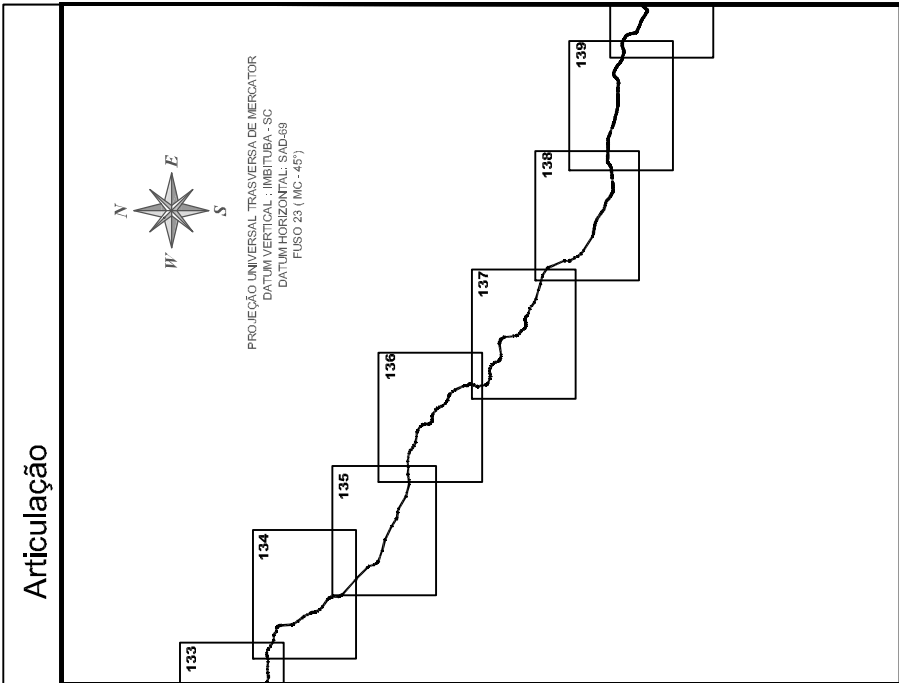 Articulação
N
W
E
S
PROJEÇÃO UNIVERSAL TRASVERSA DE MERCATOR
DATUM VERTICAL : IMBITUBA - SC
DATUM HORIZONTAL: SAD-69
FUSO 23 ( MC - 45°)
133
134
135
136
137
138
139